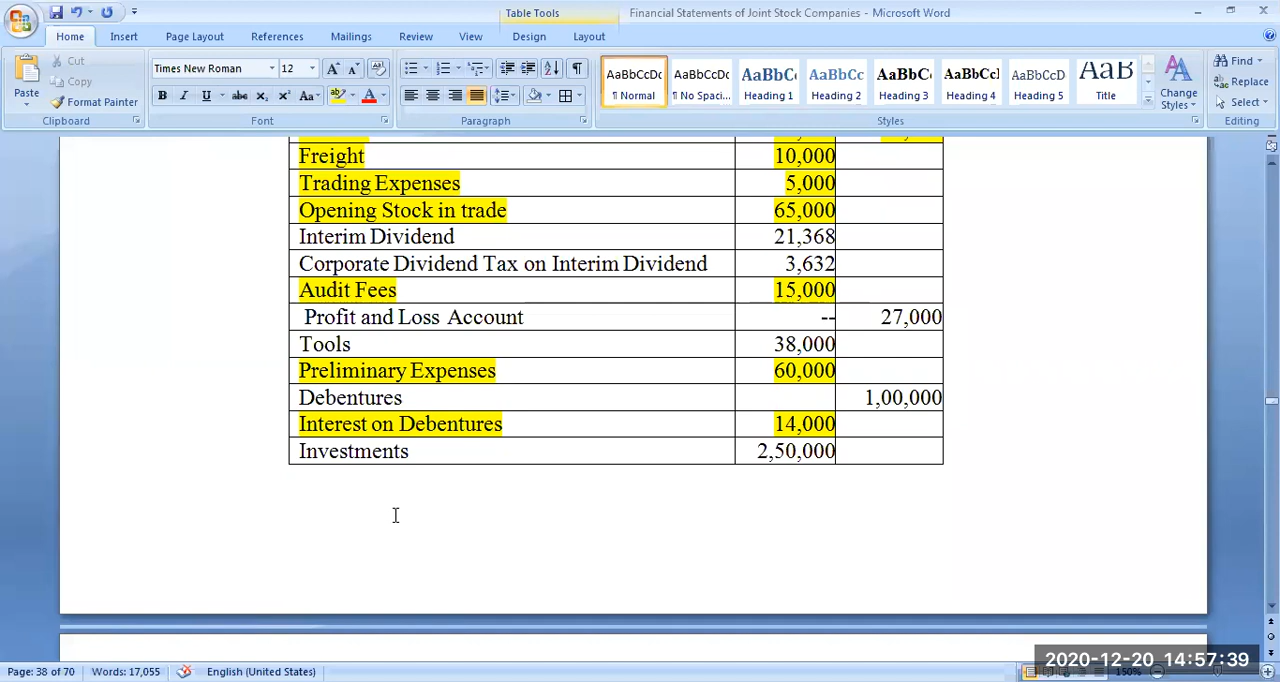 Table Tools
Financial Statements of Joint Stock Companies - Microsoft Word
Home Insert Page Layout References Mailings Review View Design Layout
Paste
Cut
Copy
Format Painter
Clipboard
Times New Roman 12
Font
Paragraph
AaBbCcDc AaBbCcDc AaBbC AaBbCc AaBbCc AaBbCcI AaBbCcD AaB
¶ Normal ¶ No Spaci... Heading 1 Heading 2 Heading 3 Heading 4 Heading 5 Title
Change Styles
Styles
Find
Replace
Select
Editing
Freight 10,000
Trading Expenses 5,000
Opening Stock in trade 65,000
Interim Dividend 21,368
Corporate Dividend Tax on Interim Dividend 3,632
Audit Fees 15,000
Profit and Loss Account -- 27,000
Tools 38,000
Preliminary Expenses 60,000
Debentures 1,00,000
Interest on Debentures 14,000
Investments 2,50,000
Page: 38 of 70 Words: 17,055 English (United States) 150%
2020-12-20 14:57:39